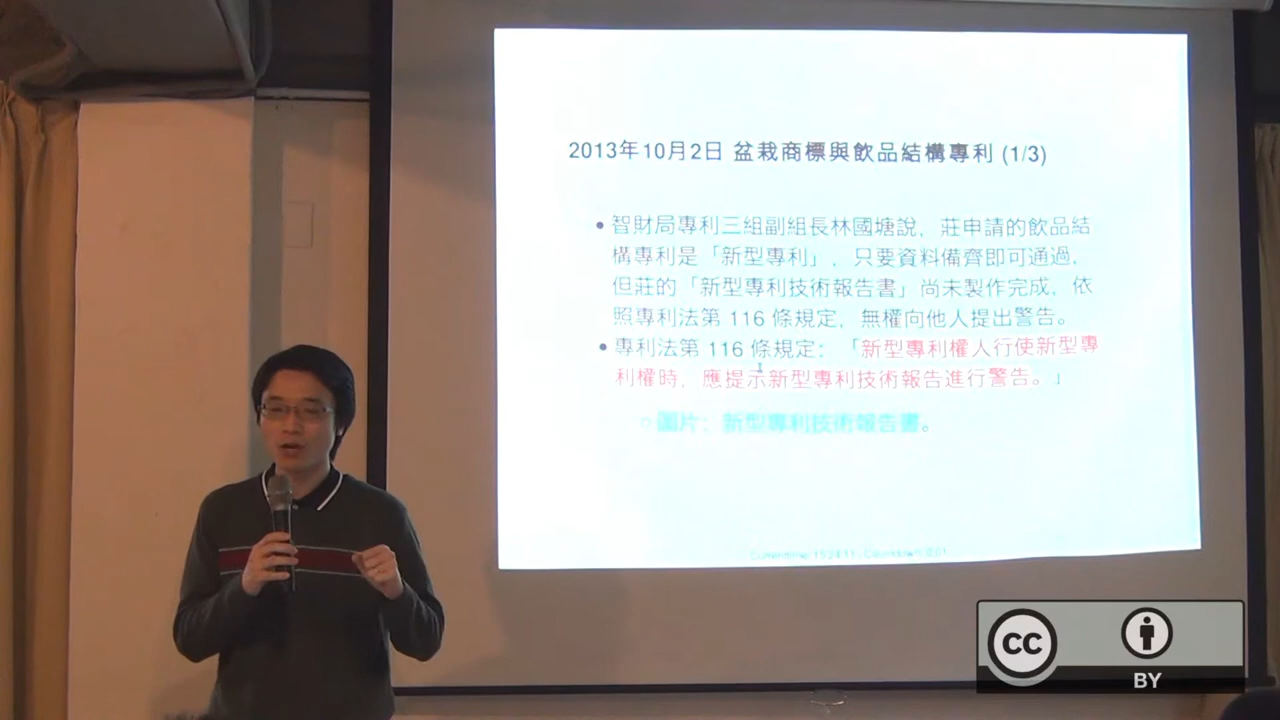 2013年10月2日 盆栽商標與飲品結構專利 (1/3)
• 智財局專利三組副組長林國塘說，莊申請的飲品結
構專利是「新型專利」，只要資料備齊即可通過，
但莊的「新型專利技術報告書」尚未製作完成，依
照專利法第 116 條規定，無權向他人提出警告。
• 專利法第 116 條規定：「新型專利權人行使新型專
利權時，應提示新型專利技術報告進行警告。」
圖片：新型專利技術報告書。
CC
BY